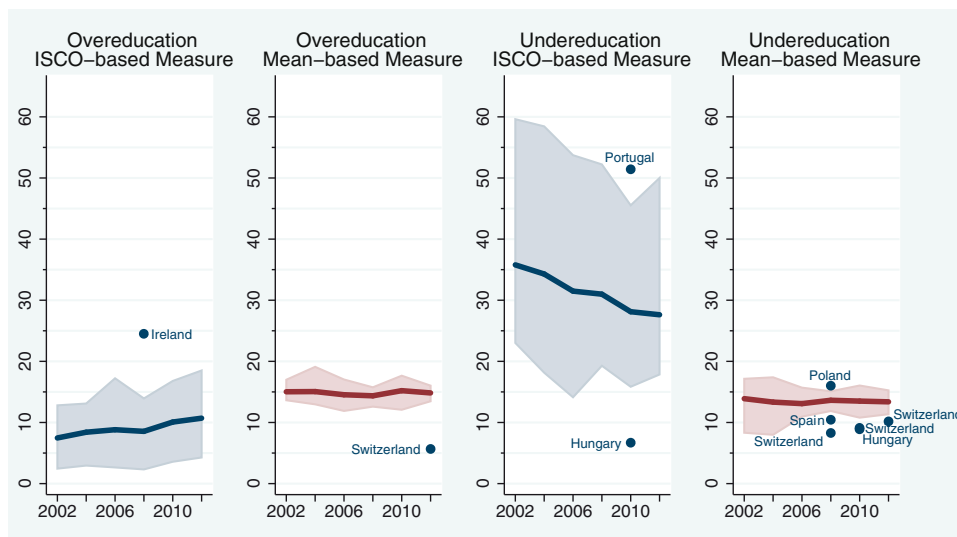 Overeducation
ISCO−based Measure
60
50
40
30
20
10
0
Ireland
2002 2006 2010
Overeducation
Mean−based Measure
60
50
40
30
20
10
0
Switzerland
2002 2006 2010
Undereducation
ISCO−based Measure
60
50
40
30
20
10
0
Portugal
Hungary
2002 2006 2010
Undereducation
Mean−based Measure
60
50
40
30
20
10
0
Poland
Spain
Switzerland
Switzerland
Switzerland
Hungary
2002 2006 2010